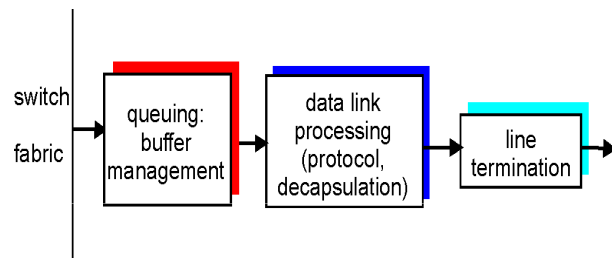 switch
fabric
queuing:
buffer
management
data link
processing
(protocol,
decapsulation)
line
termination